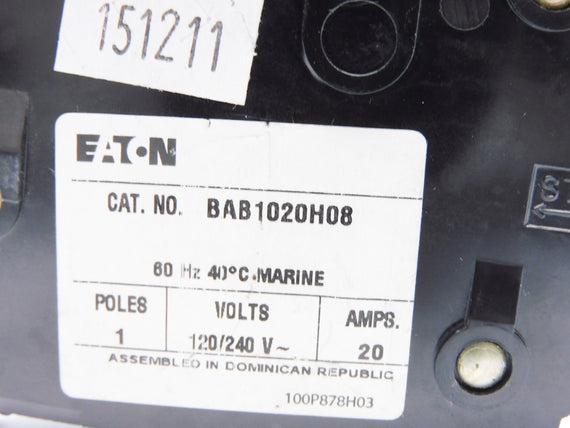 151211
EATON
CAT. NO. BAB1020H08
60 Hz 40°C MARINE
POLES VOLTS AMPS.
1 120/240 V~ 20
ASSEMBLED IN DOMINICAN REPUBLIC
100P878H03